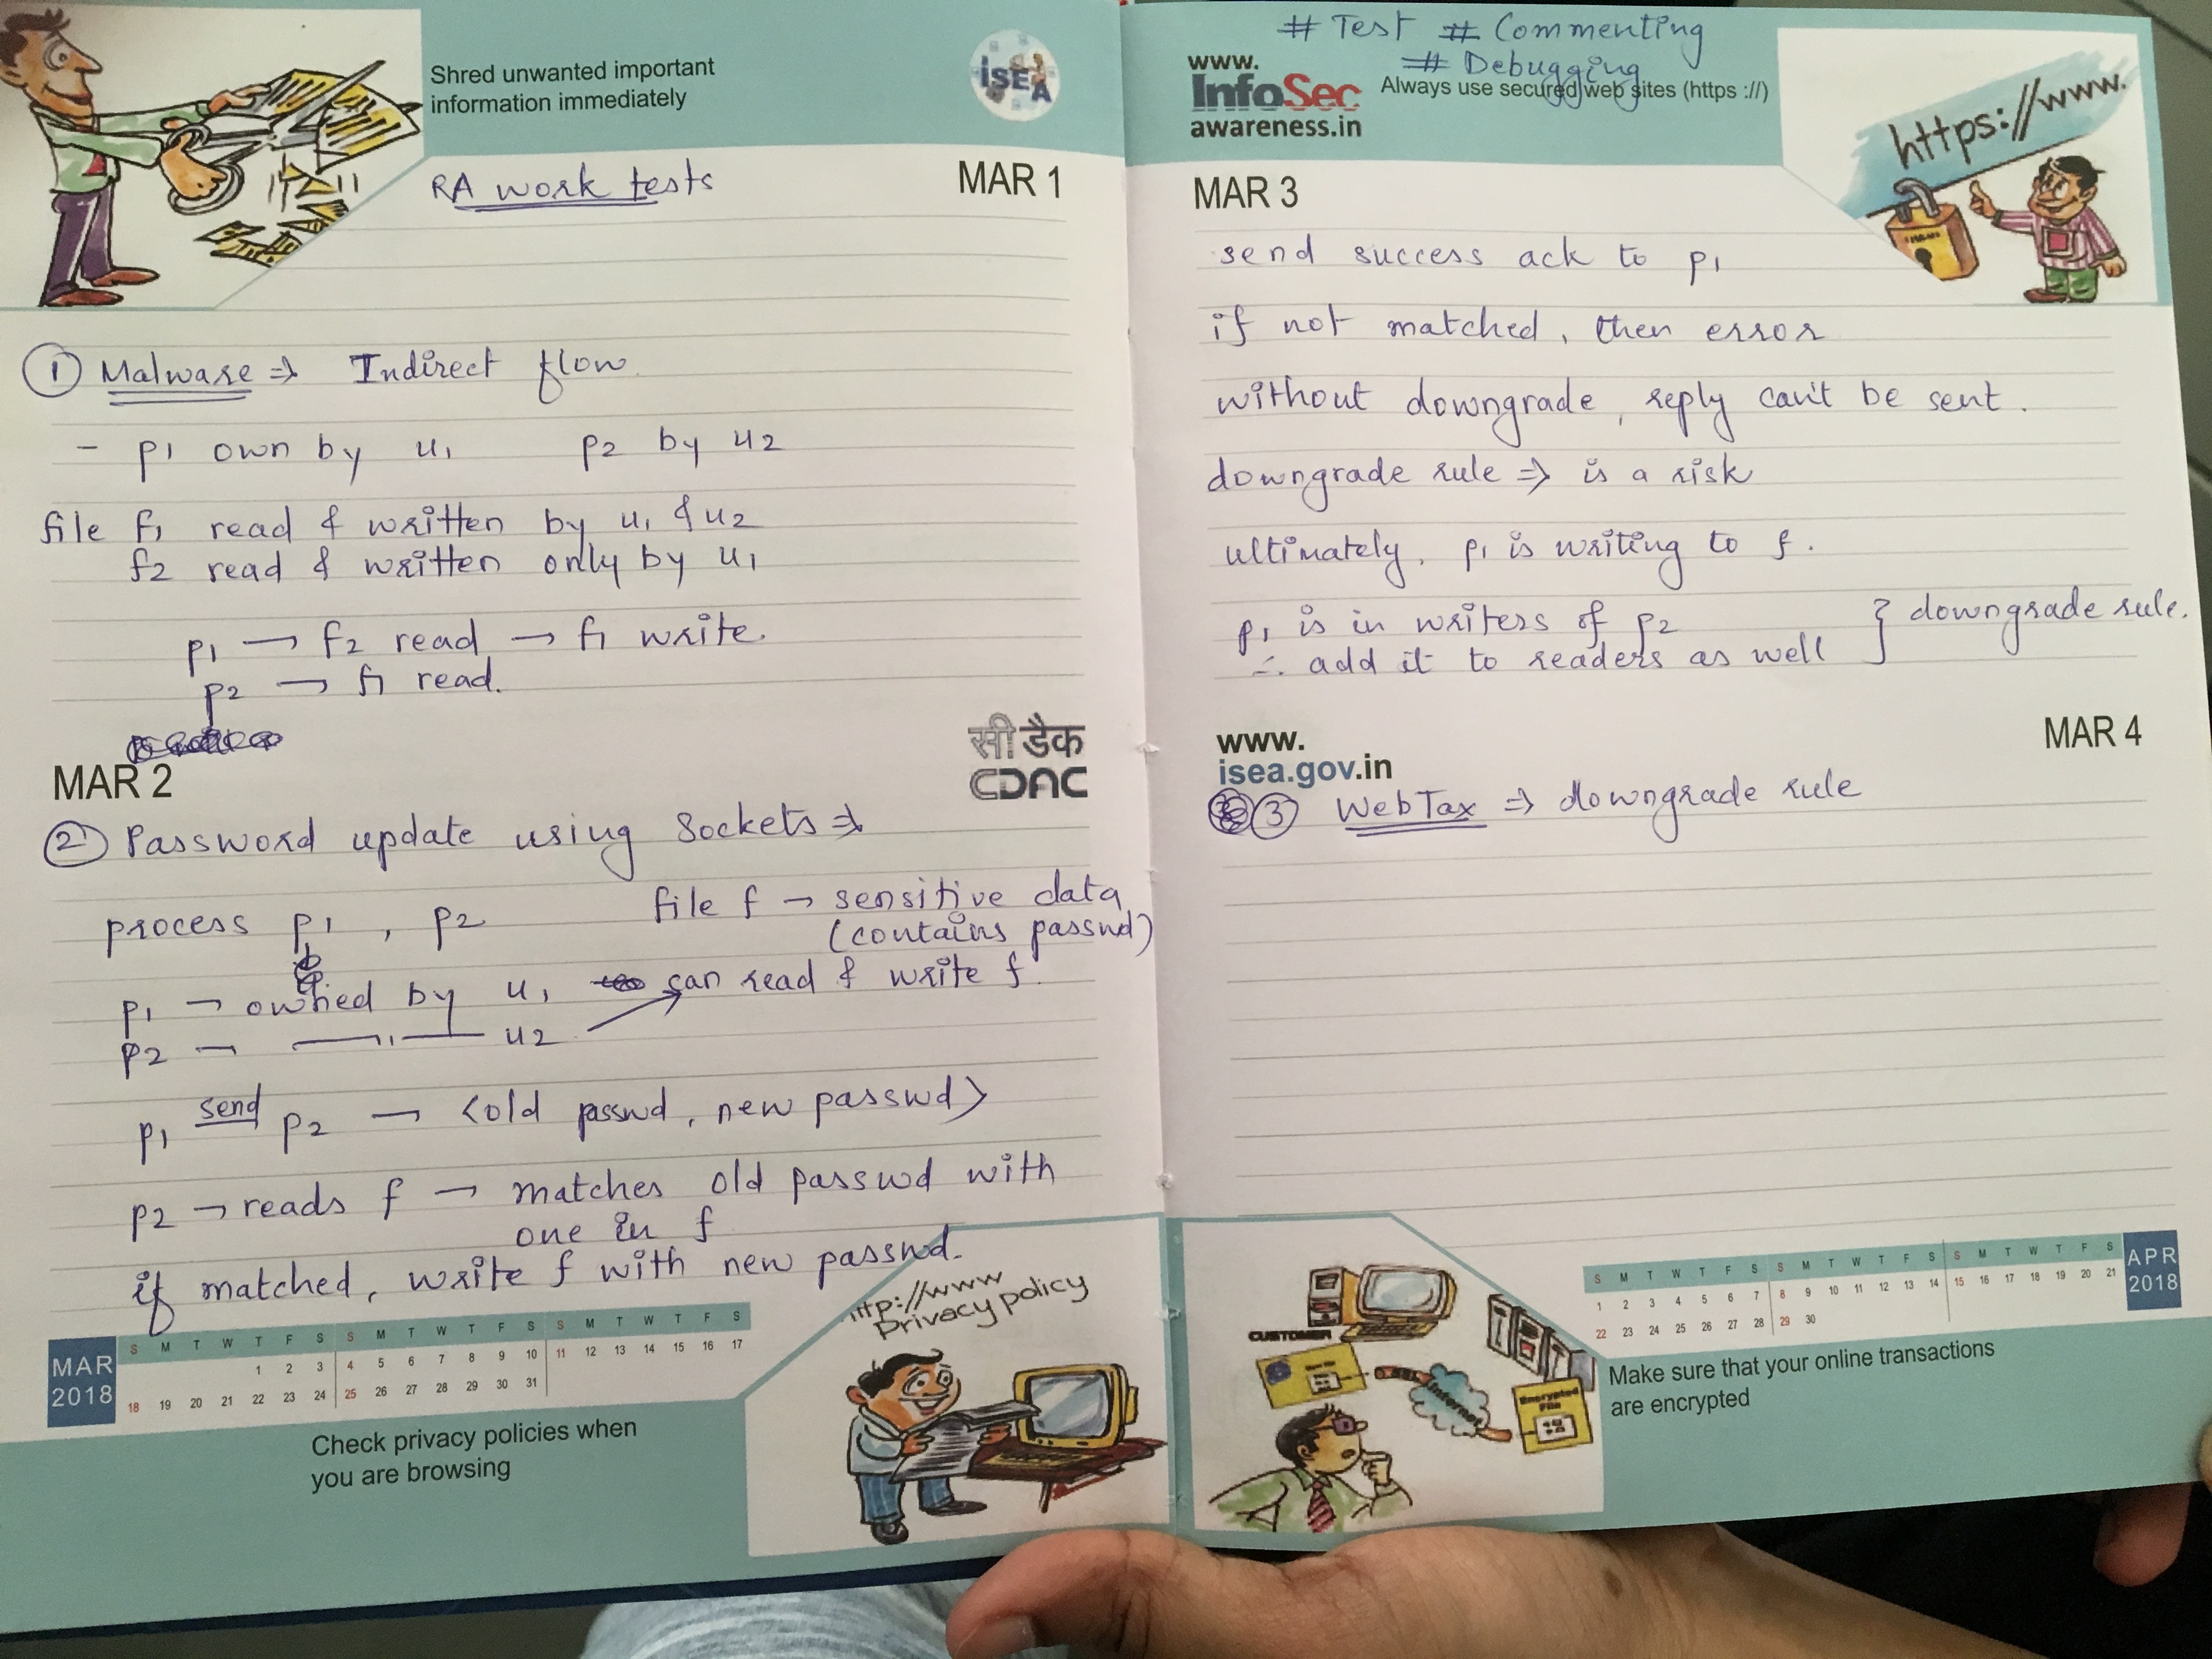 Shred unwanted important
information immediately
ISEA
RA work tests
MAR 1
① Malware ⇒ Indirect flow
- p1 own by u1 p2 by u2
file f1 read & written by u1 & u2
f2 read & written only by u1
p1 → f2 read → f1 write.
p2 → f1 read.
सी डैक
CDAC
MAR 2
② Password update using Sockets ⇒
process p1 , p2 file f → sensitive data
(contains passwd)
p1 → owned by u1 can read & write f.
p2 → —"— u2
p1 send p2 → <old passwd, new passwd>
p2 → reads f → matches old passwd with
one in f
if matched, write f with new passwd.
http://www
Privacy policy
MAR
2018
S M T W T F S S M T W T F S S M T W T F S
1 2 3 4 5 6 7 8 9 10 11 12 13 14 15 16 17
18 19 20 21 22 23 24 25 26 27 28 29 30 31
Check privacy policies when
you are browsing
# Test # Commenting
# Debugging
www.
InfoSec
awareness.in
Always use secured web sites (https ://)
https://www.
MAR 3
send success ack to p1
if not matched, then error
without downgrade, reply can't be sent.
downgrade rule ⇒ is a risk
ultimately, p1 is writing to f.
p1 is in writers of p2
∴ add it to readers as well } downgrade rule.
www.
isea.gov.in
MAR 4
③ WebTax ⇒ downgrade rule
CUSTOMER
Internet
Encrypted
File
S M T W T F S S M T W T F S S M T W T F S
1 2 3 4 5 6 7 8 9 10 11 12 13 14 15 16 17 18 19 20 21
22 23 24 25 26 27 28 29 30
APR
2018
Make sure that your online transactions
are encrypted